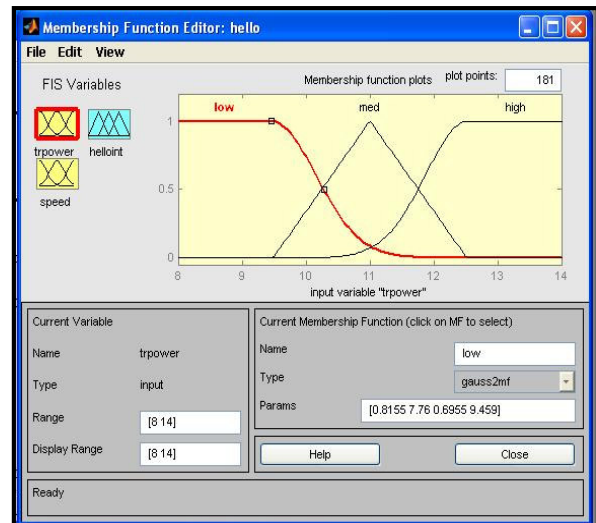 Membership Function Editor: hello
File Edit View
FIS Variables
Membership function plots plot points: 181
trpower helloint
speed
low med high
1
0.5
0
8 9 10 11 12 13 14
input variable "trpower"
Current Variable
Name trpower
Type input
Range [8 14]
Display Range [8 14]
Current Membership Function (click on MF to select)
Name low
Type gauss2mf
Params [0.8155 7.76 0.6955 9.459]
Help Close
Ready